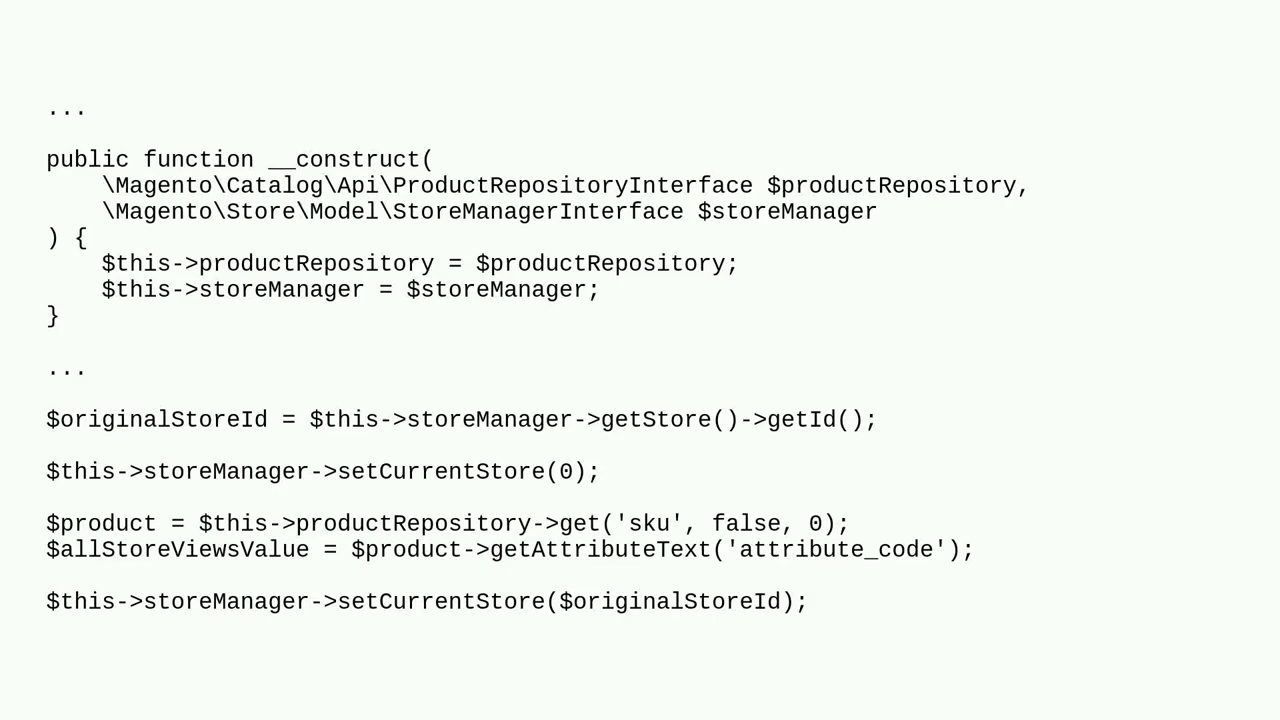 ...
public function __construct(
    \Magento\Catalog\Api\ProductRepositoryInterface $productRepository,
    \Magento\Store\Model\StoreManagerInterface $storeManager
) {
    $this->productRepository = $productRepository;
    $this->storeManager = $storeManager;
}
...
$originalStoreId = $this->storeManager->getStore()->getId();
$this->storeManager->setCurrentStore(0);
$product = $this->productRepository->get('sku', false, 0);
$allStoreViewsValue = $product->getAttributeText('attribute_code');
$this->storeManager->setCurrentStore($originalStoreId);